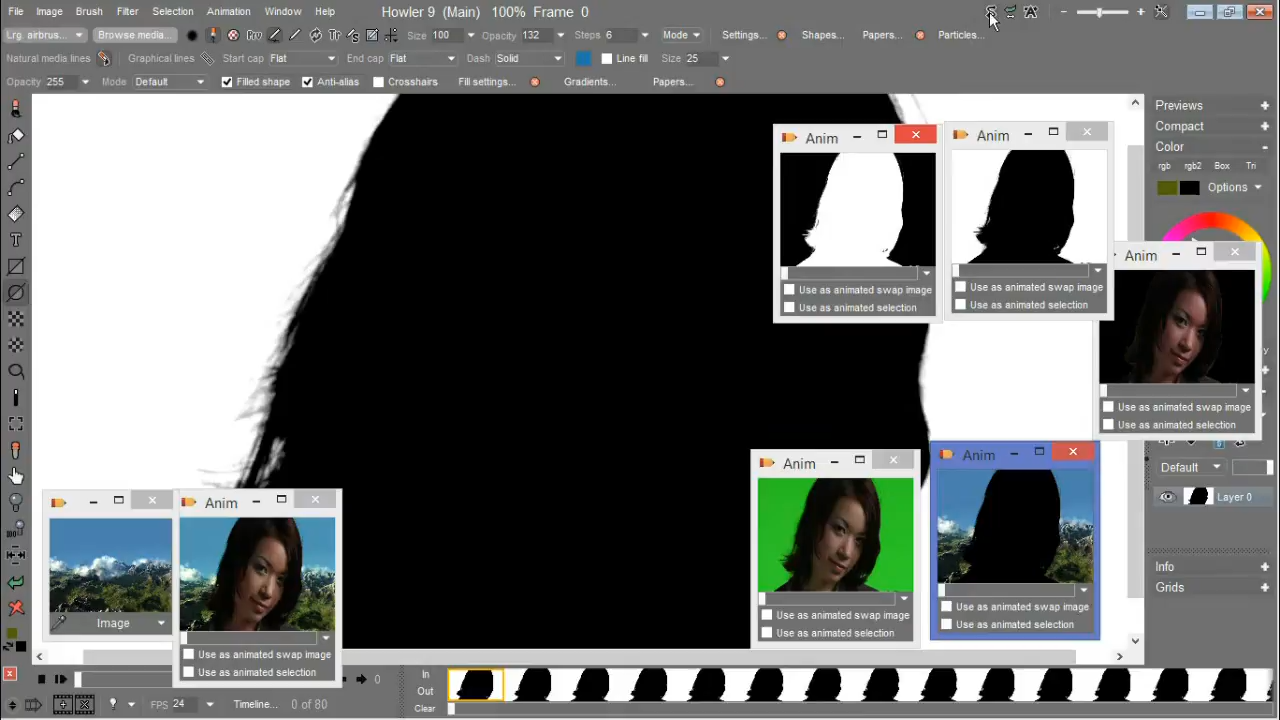 File Image Brush Filter Selection Animation Window Help Howler 9 (Main) 100% Frame 0
Lrg. airbrus... Browse media... Size 100 Opacity 132 Steps 6 Mode Settings... Shapes... Papers... Particles...
Natural media lines Graphical lines Start cap Flat End cap Flat Dash Solid Line fill Size 25
Opacity 255 Mode Default Filled shape Anti-alias Crosshairs Fill settings... Gradients... Papers...
Previews
Compact
Color
rgb rgb2 Box Tri
Options
Anim
Use as animated swap image
Use as animated selection
Anim
Use as animated swap image
Use as animated selection
Anim
Use as animated swap image
Use as animated selection
Anim
Use as animated swap image
Use as animated selection
Anim
Use as animated swap image
Use as animated selection
Default
Layer 0
Info
Grids
Image
Anim
Use as animated swap image
Use as animated selection
0
In
Out
Clear
FPS 24 Timeline... 0 of 80